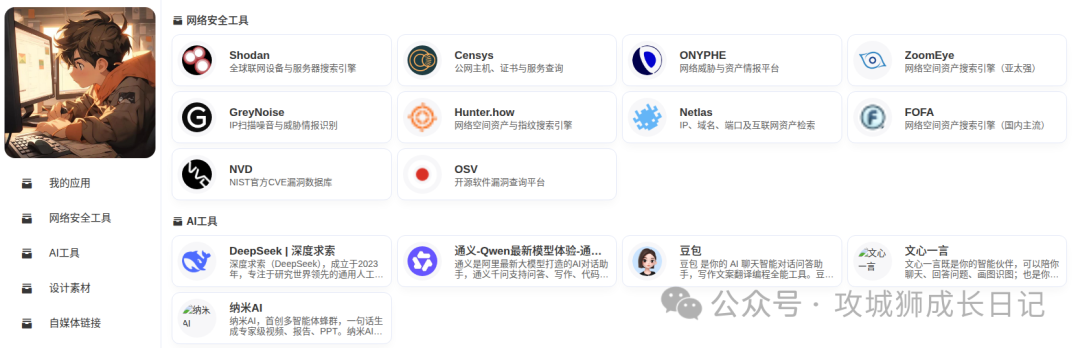 网络安全工具
Shodan
全球联网设备与服务器搜索引擎
Censys
公网主机、证书与服务查询
ONYPHE
网络威胁与资产情报平台
ZoomEye
网络空间资产搜索引擎（亚太强）
GreyNoise
IP扫描噪音与威胁情报识别
Hunter.how
网络空间资产与指纹搜索引擎
Netlas
IP、域名、端口及互联网资产检索
FOFA
网络空间资产搜索引擎（国内主流）
NVD
NIST官方CVE漏洞数据库
OSV
开源软件漏洞查询平台
我的应用
网络安全工具
AI工具
设计素材
自媒体链接
AI工具
DeepSeek | 深度求索
深度求索（DeepSeek），成立于2023
年，专注于研究世界领先的通用人工...
通义-Qwen最新模型体验-通...
通义是阿里最新大模型打造的AI对话助
手，通义千问支持问答、写作、代码...
豆包
豆包 是你的 AI 聊天智能对话问答助
手，写作文案翻译编程全能工具。豆...
文心一言
文心一言
文心一言既是你的智能伙伴，可以陪你
聊天、回答问题、画图识图；也是你...
纳米AI
纳米AI
纳米AI，首创多智能体蜂群，一句话生
成专家级视频、报告、PPT。纳米AI...
公众号 · 攻城狮成长日记